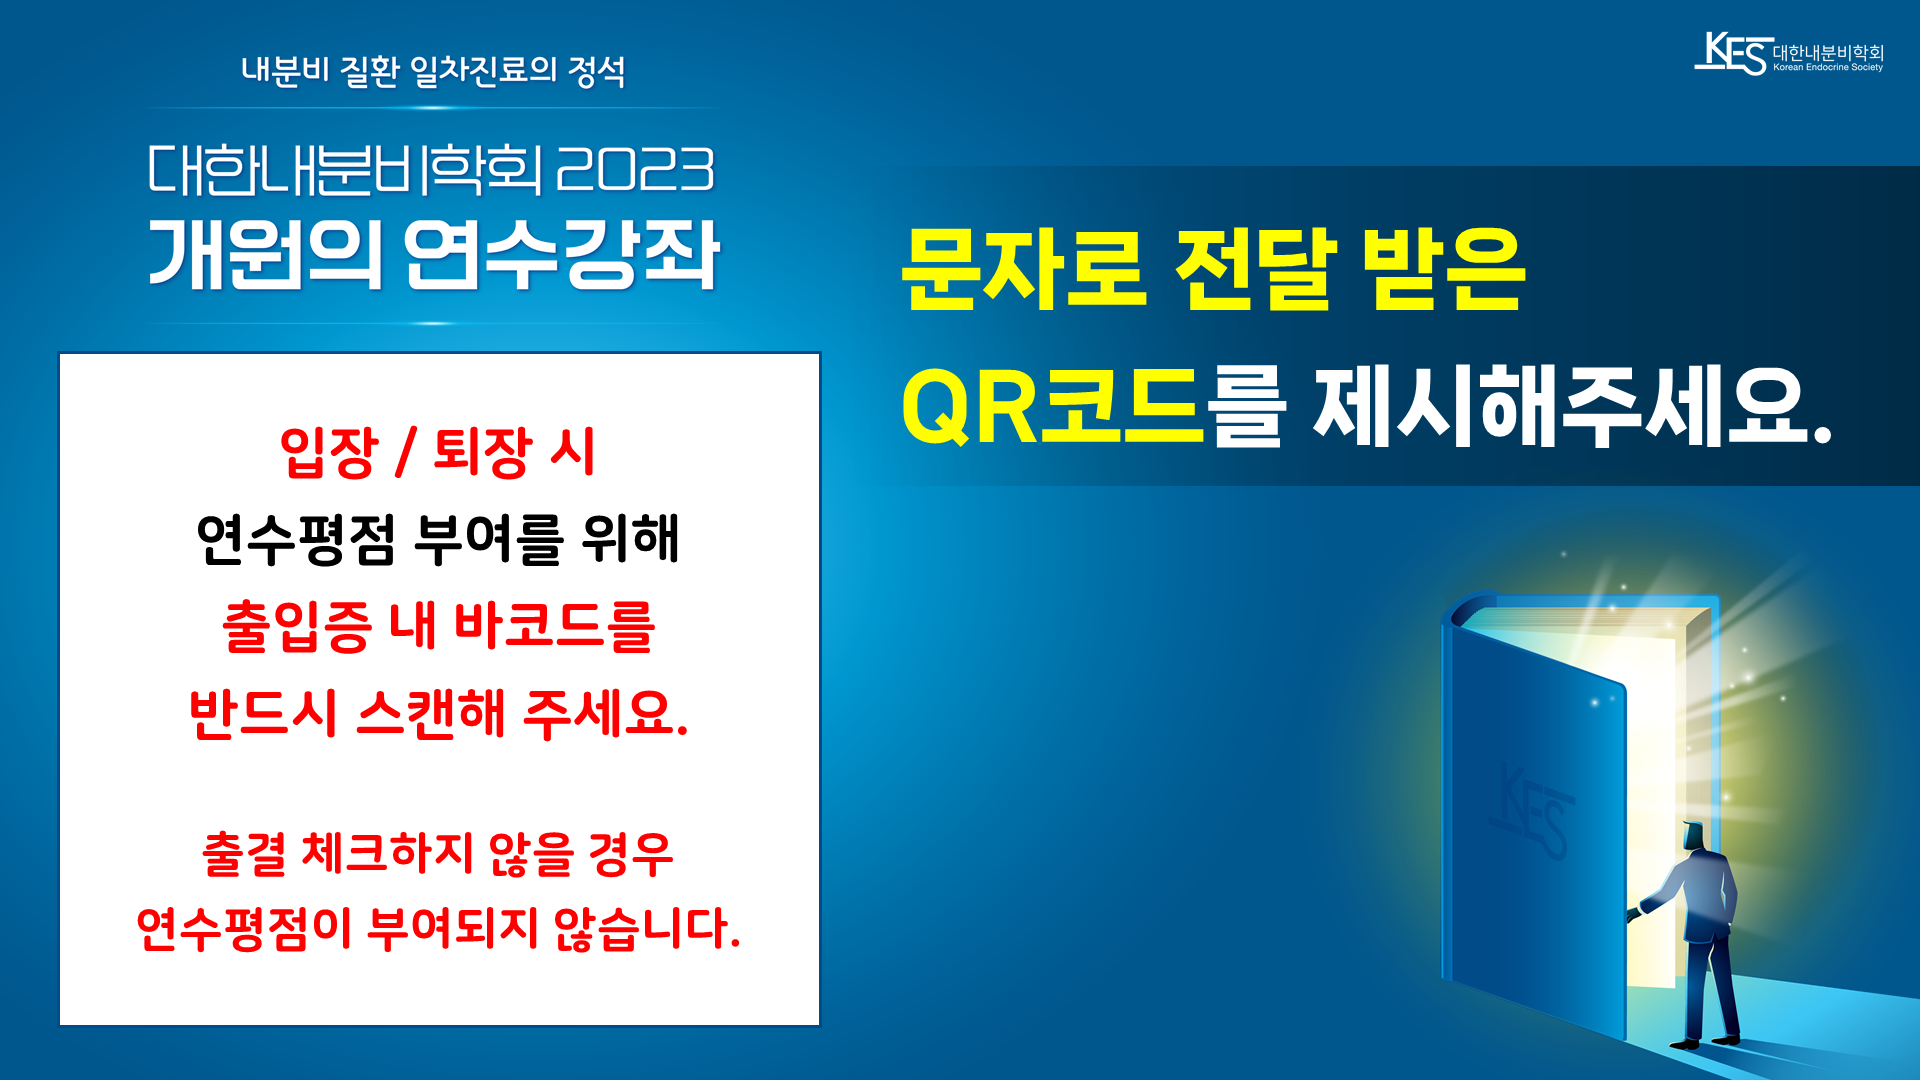 내분비 질환 일차진료의 정석
대한내분비학회 2023
개원의 연수강좌
입장 / 퇴장 시
연수평점 부여를 위해
출입증 내 바코드를
반드시 스캔해 주세요.
출결 체크하지 않을 경우
연수평점이 부여되지 않습니다.
KES 대한내분비학회
Korean Endocrine Society
문자로 전달 받은
QR코드를 제시해주세요.
KES